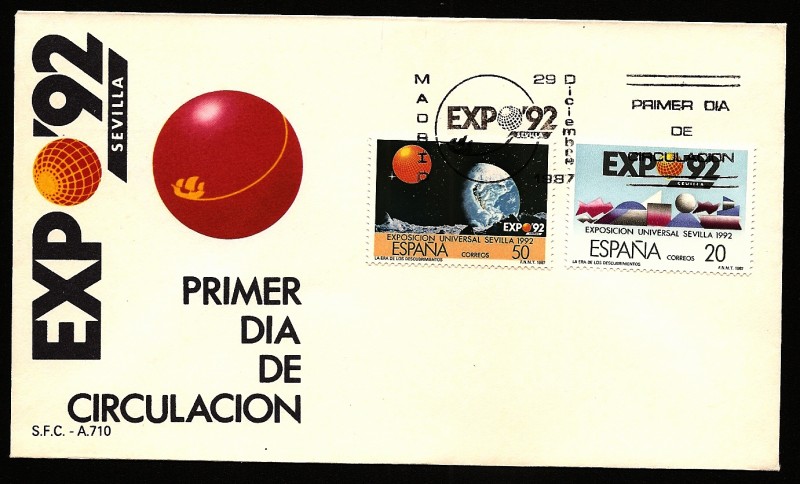 EXPO'92
SEVILLA
PRIMER
DIA
DE
CIRCULACION
S.F.C. - A.710
MADRID
29 Diciembre 1987
EXPO'92
SEVILLA
PRIMER DIA
DE
CIRCULACION
EXPO'92
EXPOSICION UNIVERSAL SEVILLA 1992
ESPAÑA CORREOS 50
LA ERA DE LOS DESCUBRIMIENTOS F.N.M.T. 1987
EXPO'92
SEVILLA
EXPOSICION UNIVERSAL SEVILLA 1992
ESPAÑA CORREOS 20
LA ERA DE LOS DESCUBRIMIENTOS F.N.M.T. 1987